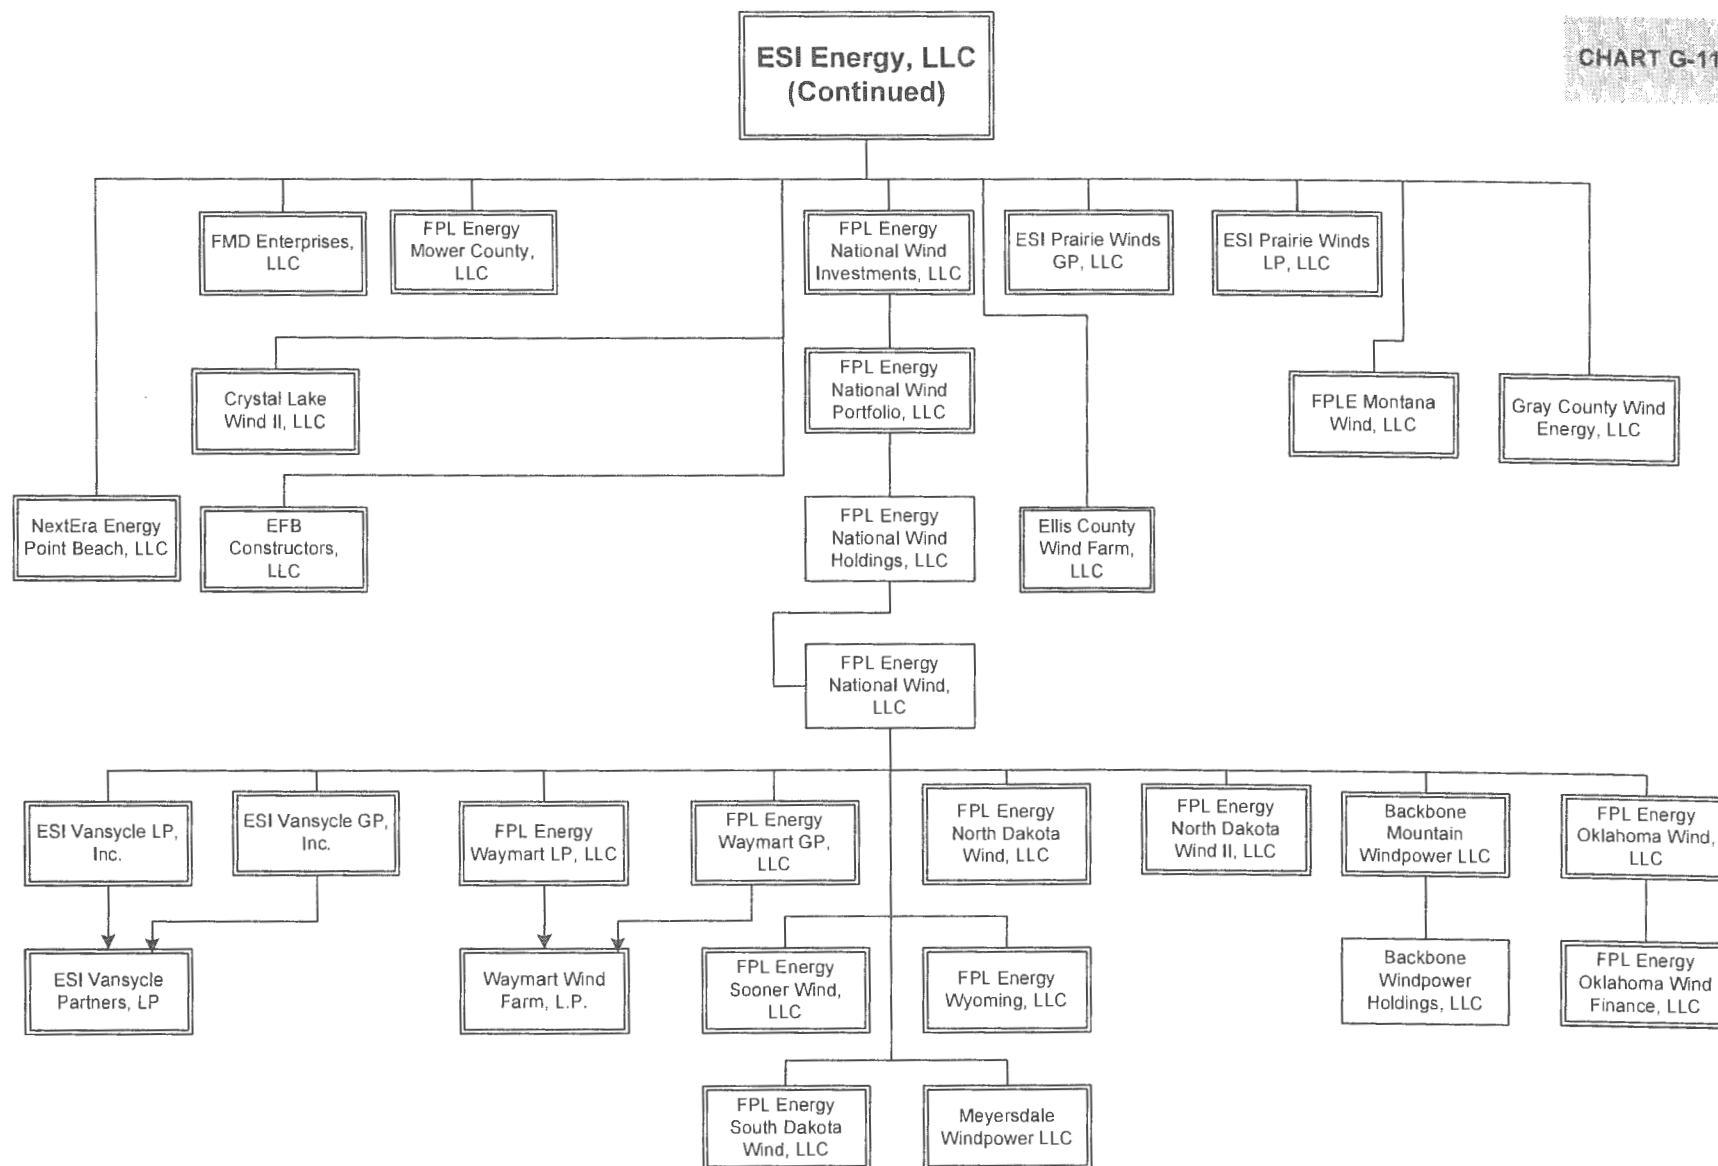 ESI Energy, LLC
(Continued)
CHART G-11
FMD Enterprises,
LLC
FPL Energy
Mower County,
LLC
FPL Energy
National Wind
Investments, LLC
ESI Prairie Winds
GP, LLC
ESI Prairie Winds
LP, LLC
Crystal Lake
Wind II, LLC
FPL Energy
National Wind
Portfolio, LLC
FPLE Montana
Wind, LLC
Gray County Wind
Energy, LLC
NextEra Energy
Point Beach, LLC
EFB
Constructors,
LLC
FPL Energy
National Wind
Holdings, LLC
Ellis County
Wind Farm,
LLC
FPL Energy
National Wind,
LLC
ESI Vansycle LP,
Inc.
ESI Vansycle GP,
Inc.
FPL Energy
Waymart LP, LLC
FPL Energy
Waymart GP,
LLC
FPL Energy
North Dakota
Wind, LLC
FPL Energy
North Dakota
Wind II, LLC
Backbone
Mountain
Windpower LLC
FPL Energy
Oklahoma Wind,
LLC
ESI Vansycle
Partners, LP
Waymart Wind
Farm, L.P.
FPL Energy
Sooner Wind,
LLC
FPL Energy
Wyoming, LLC
Backbone
Windpower
Holdings, LLC
FPL Energy
Oklahoma Wind
Finance, LLC
FPL Energy
South Dakota
Wind, LLC
Meyersdale
Windpower LLC